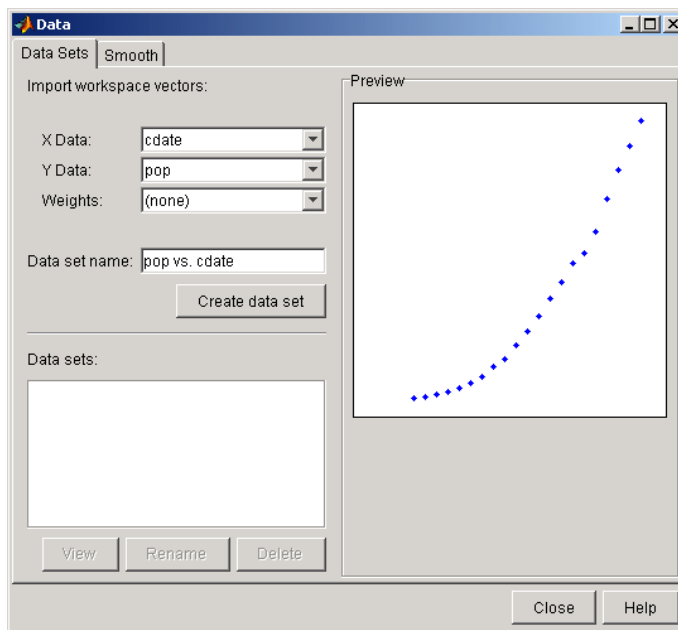 Data
Data Sets Smooth
Import workspace vectors:
X Data: cdate
Y Data: pop
Weights: (none)
Data set name: pop vs. cdate
Create data set
Data sets:
View Rename Delete
Preview
Close Help